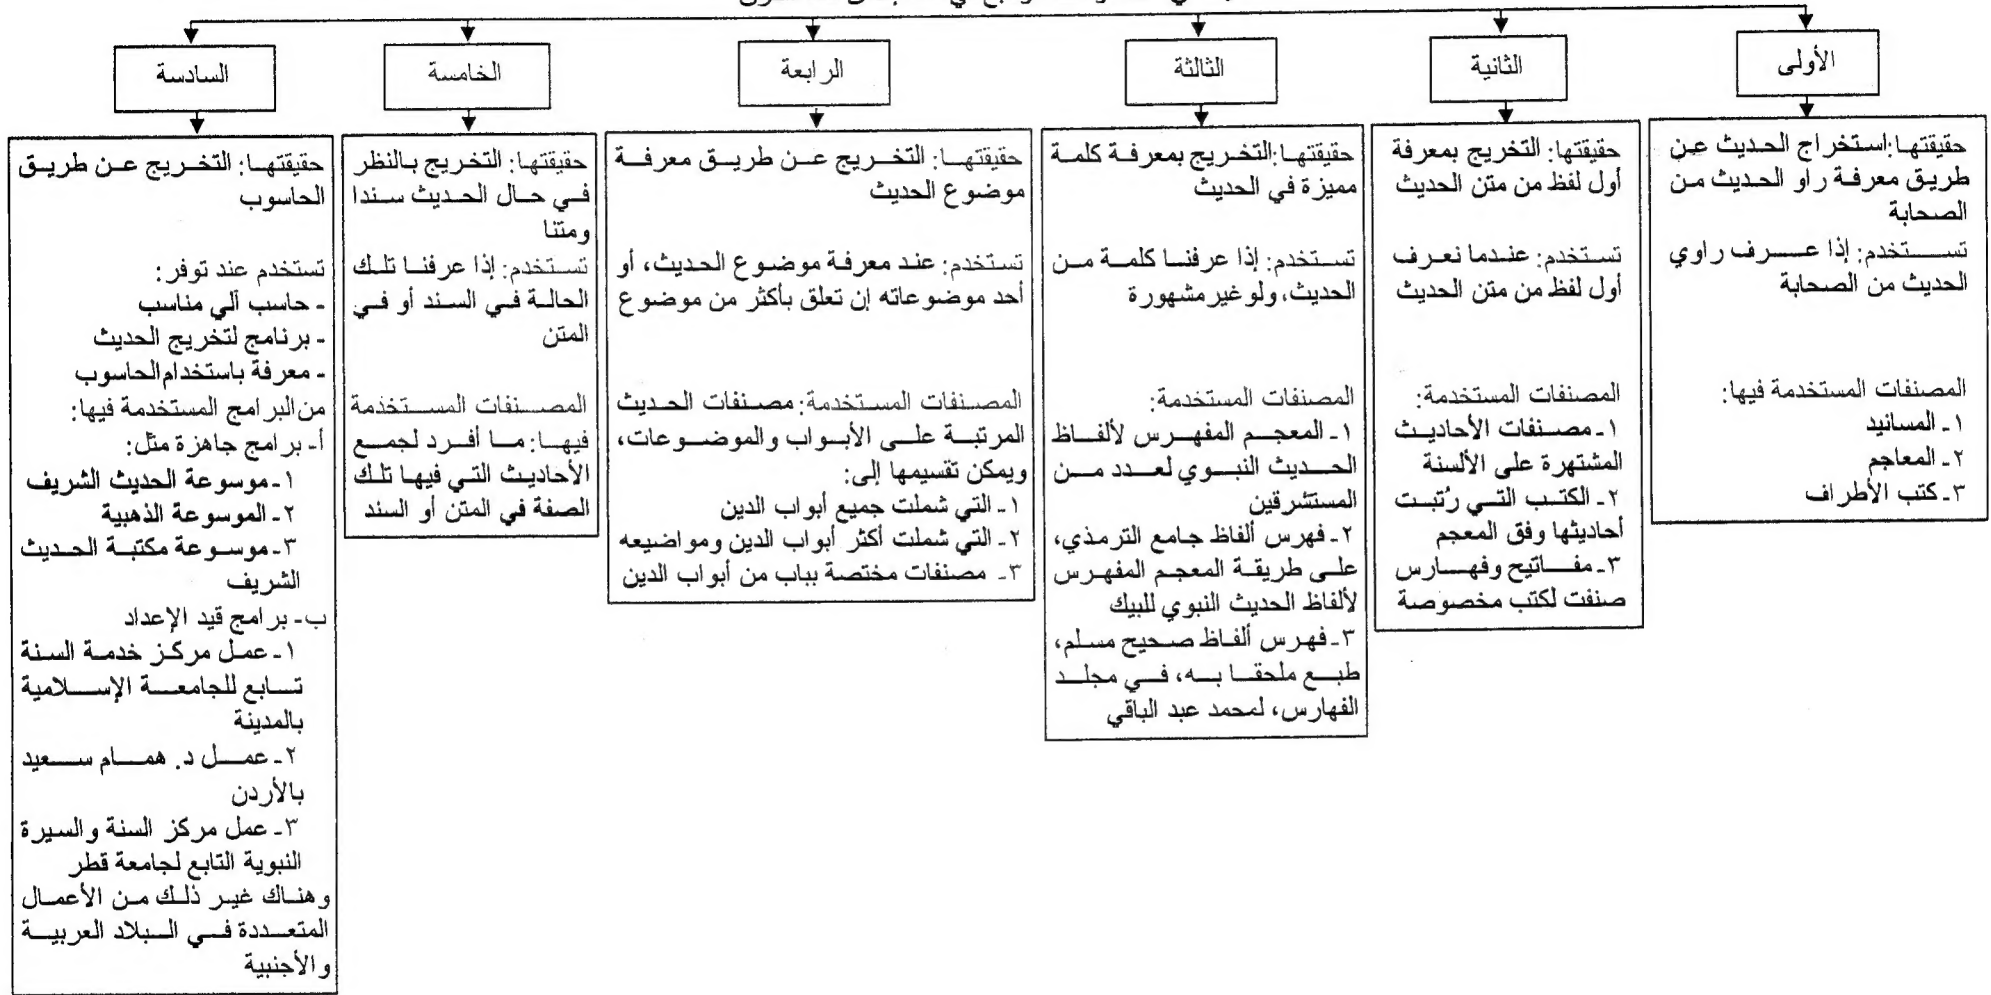 الأولى
حقيقتها: استخراج الحديث عن
طريق معرفة راو الحديث من
الصحابة
تستخدم: إذا عرف راوي
الحديث من الصحابة
المصنفات المستخدمة فيها:
١- المسانيد
٢- المعاجم
٣- كتب الأطراف
الثانية
حقيقتها: التخريج بمعرفة
أول لفظ من متن الحديث
تستخدم: عندما نعرف
أول لفظ من متن الحديث
المصنفات المستخدمة:
١- مصنفات الأحاديث
المشتهرة على الألسنة
٢- الكتب التي رُتبت
أحاديثها وفق المعجم
٣- مفاتيح وفهارس
صنفت لكتب مخصوصة
الثالثة
حقيقتها: التخريج بمعرفة كلمة
مميزة في الحديث
تستخدم: إذا عرفنا كلمة من
الحديث، ولو غير مشهورة
المصنفات المستخدمة:
١- المعجم المفهرس لألفاظ
الحديث النبوي لعدد من
المستشرقين
٢- فهرس ألفاظ جامع الترمذي،
على طريقة المعجم المفهرس
لألفاظ الحديث النبوي للبيك
٣- فهرس ألفاظ صحيح مسلم،
طبع ملحقا به، في مجلد
الفهارس، لمحمد عبد الباقي
الرابعة
حقيقتها: التخريج عن طريق معرفة
موضوع الحديث
تستخدم: عند معرفة موضوع الحديث، أو
أحد موضوعاته إن تعلق بأكثر من موضوع
المصنفات المستخدمة: مصنفات الحديث
المرتبة على الأبواب والموضوعات،
ويمكن تقسيمها إلى:
١- التي شملت جميع أبواب الدين
٢- التي شملت أكثر أبواب الدين ومواضيعه
٣- مصنفات مختصة بباب من أبواب الدين
الخامسة
حقيقتها: التخريج بالنظر
في حال الحديث سندا
ومتنا
تستخدم: إذا عرفنا تلك
الحالة في السند أو في
المتن
المصنفات المستخدمة
فيها: ما أفرد لجمع
الأحاديث التي فيها تلك
الصفة في المتن أو السند
السادسة
حقيقتها: التخريج عن طريق
الحاسوب
تستخدم عند توفر:
- حاسب آلي مناسب
- برنامج لتخريج الحديث
- معرفة باستخدام الحاسوب
من البرامج المستخدمة فيها:
أ- برامج جاهزة مثل:
١- موسوعة الحديث الشريف
٢- الموسوعة الذهبية
٣- موسوعة مكتبة الحديث
الشريف
ب- برامج قيد الإعداد
١- عمل مركز خدمة السنة
تابع للجامعة الإسلامية
بالمدينة
٢- عمل د. همام سعيد
بالأردن
٣- عمل مركز السنة والسيرة
النبوية التابع لجامعة قطر
وهناك غير ذلك من الأعمال
المتعددة في البلاد العربية
والأجنبية